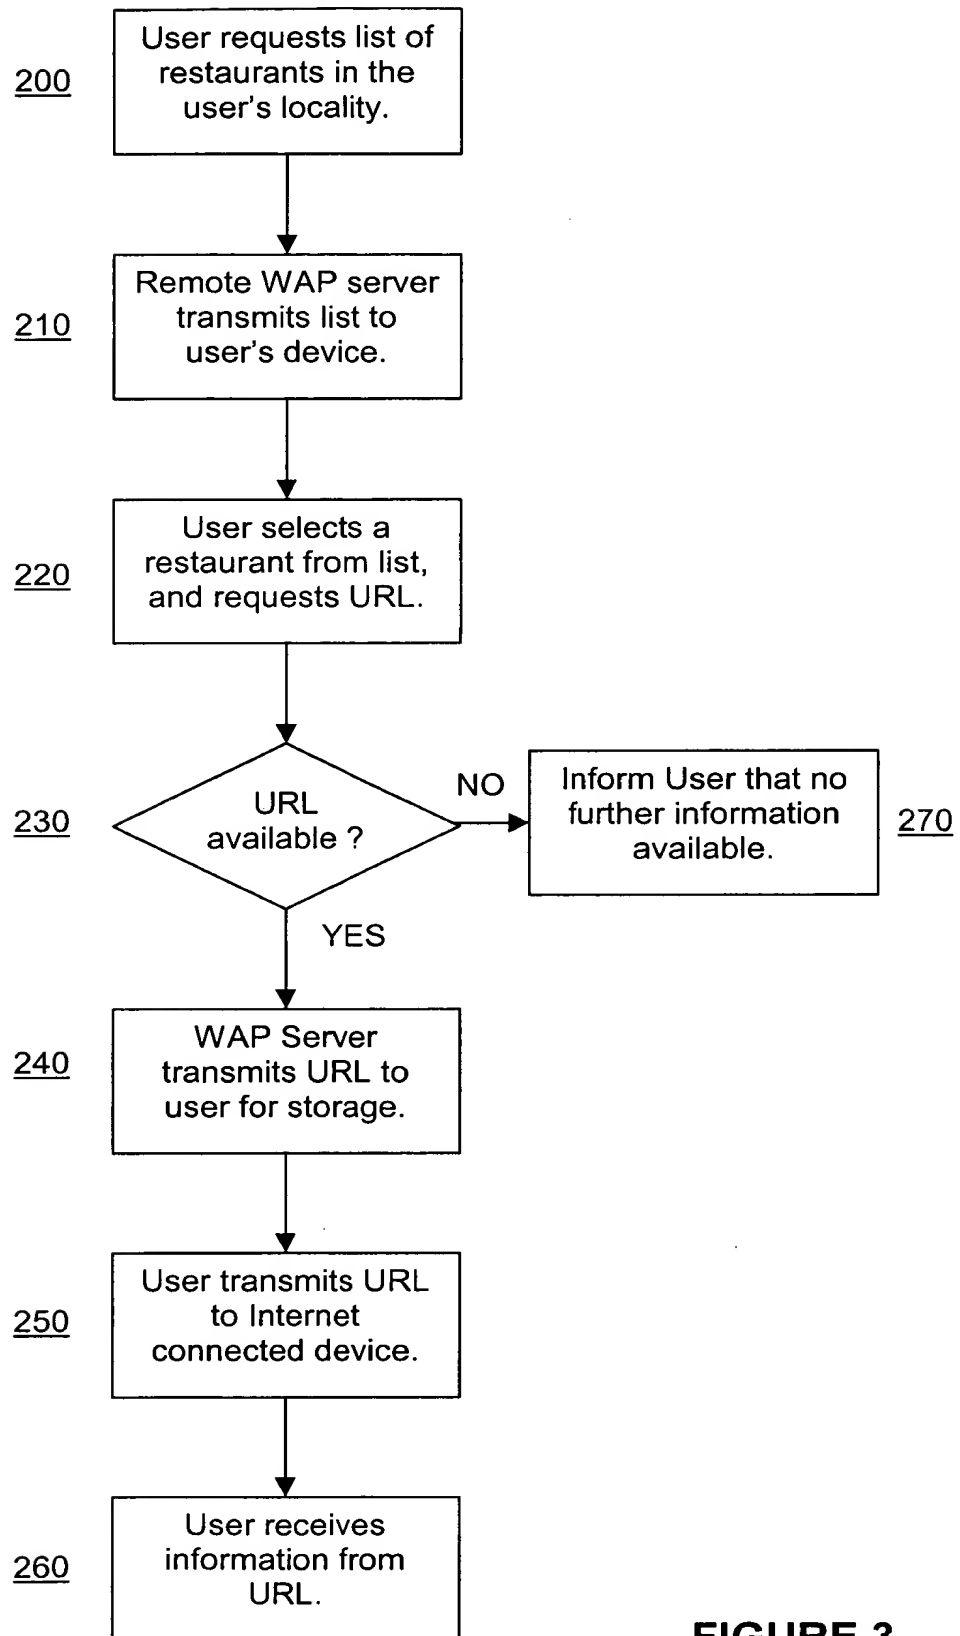 200
User requests list of
restaurants in the
user's locality.
210
Remote WAP server
transmits list to
user's device.
220
User selects a
restaurant from list,
and requests URL.
230
URL
available ?
NO
Inform User that no
further information
available.
270
YES
240
WAP Server
transmits URL to
user for storage.
250
User transmits URL
to Internet
connected device.
260
User receives
information from
URL.
FIGURE 3